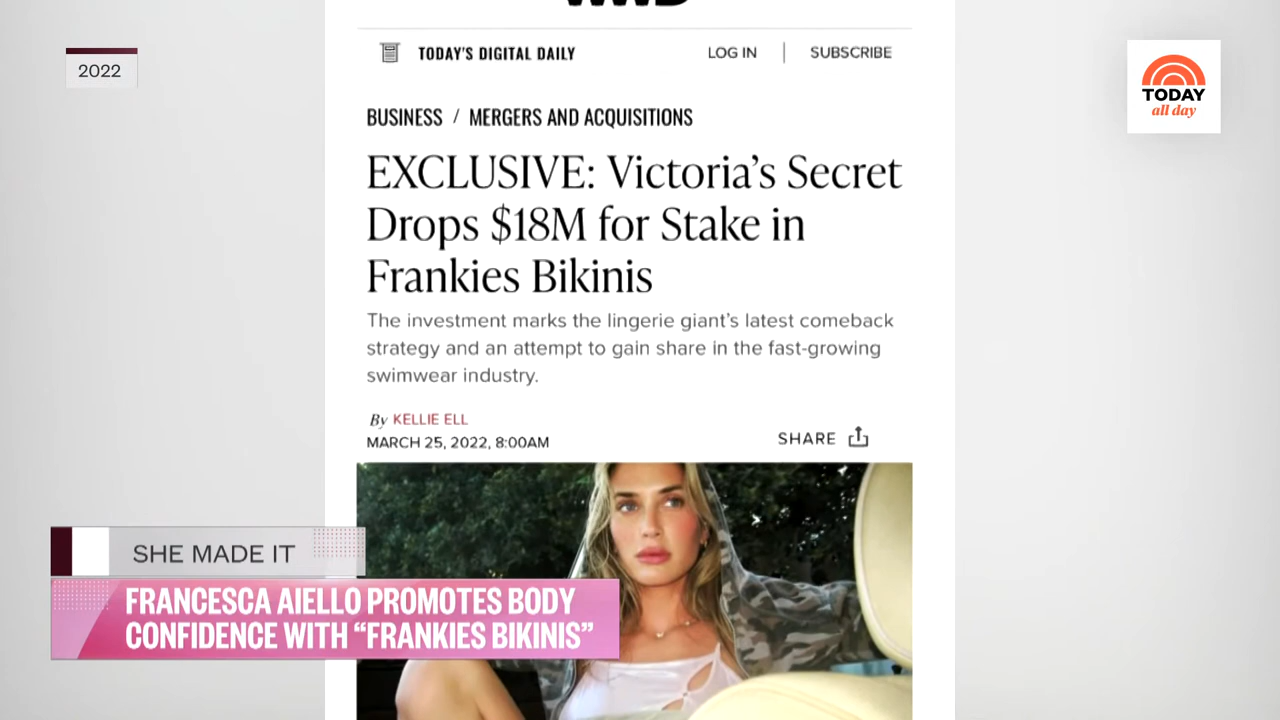 WWD
2022
TODAY'S DIGITAL DAILY
LOG IN
SUBSCRIBE
TODAY
all day
BUSINESS / MERGERS AND ACQUISITIONS
EXCLUSIVE: Victoria’s Secret
Drops $18M for Stake in
Frankies Bikinis
The investment marks the lingerie giant’s latest comeback
strategy and an attempt to gain share in the fast-growing
swimwear industry.
By KELLIE ELL
MARCH 25, 2022, 8:00AM
SHARE
SHE MADE IT
FRANCESCA AIELLO PROMOTES BODY
CONFIDENCE WITH “FRANKIES BIKINIS”